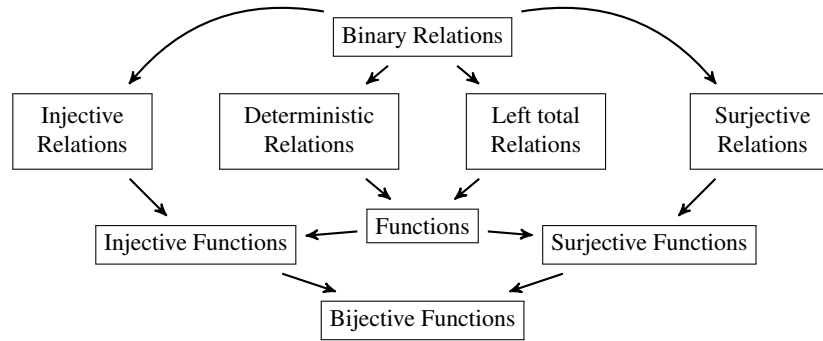 Binary Relations
Injective
Relations
Deterministic
Relations
Left total
Relations
Surjective
Relations
Functions
Injective Functions
Surjective Functions
Bijective Functions